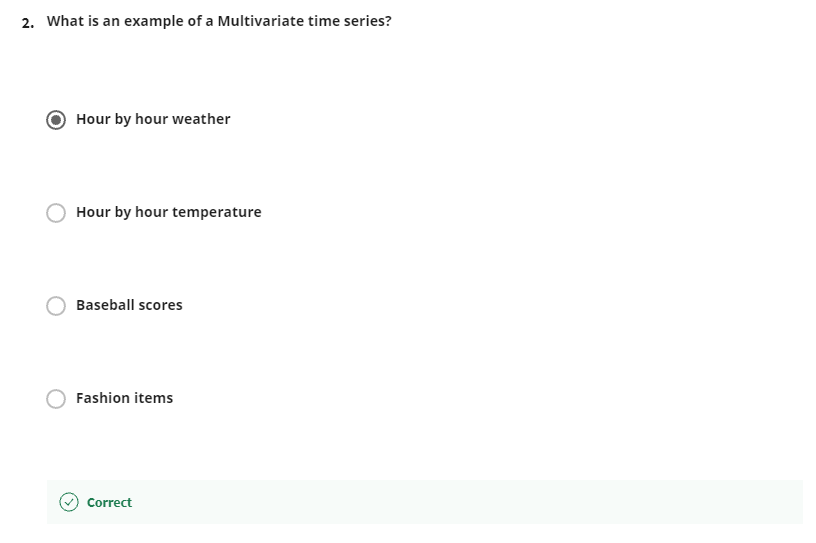 2. What is an example of a Multivariate time series?
Hour by hour weather
Hour by hour temperature
Baseball scores
Fashion items
Correct